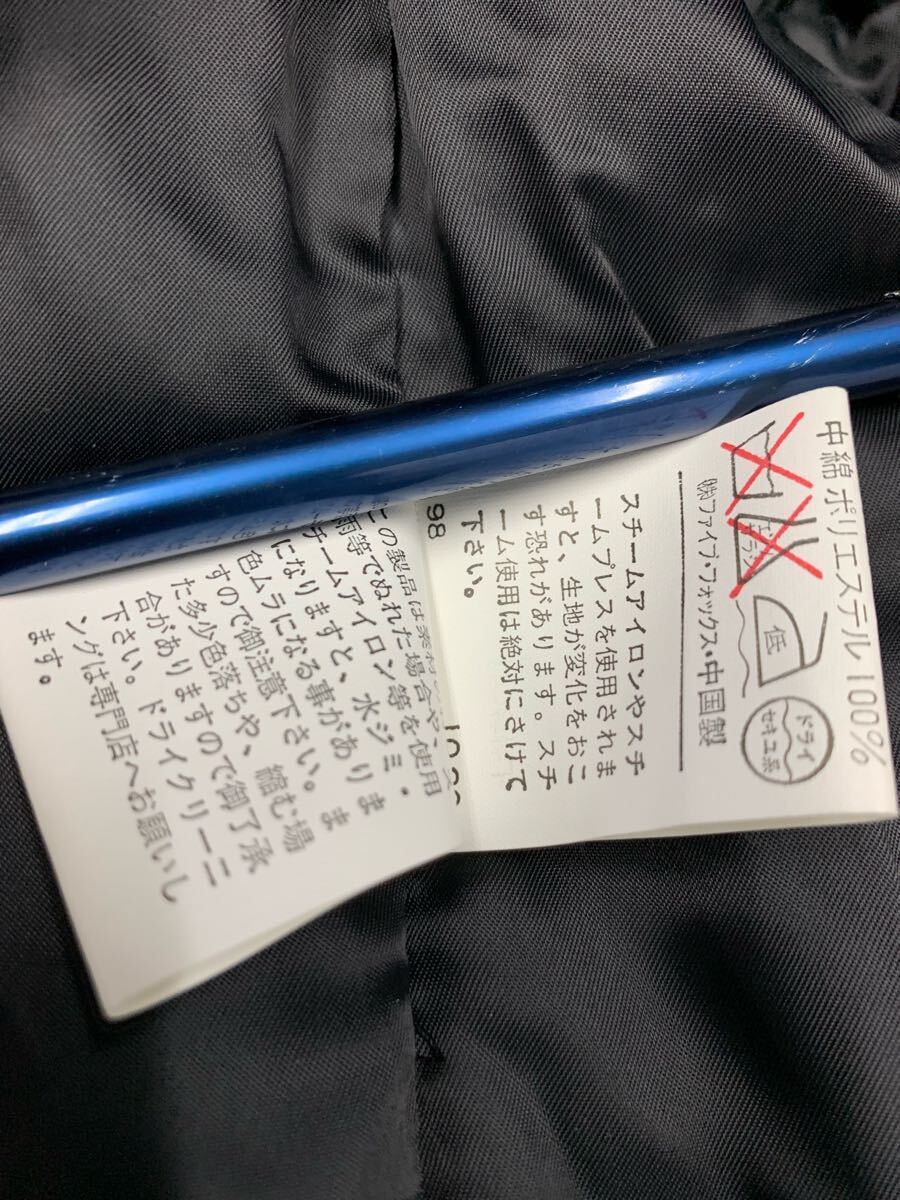 中綿 ポリエステル 100%
低
ドライ
セキユ系
㈱ファイブ・フォックス・中国製
スチームアイロンやスチ
ームプレスを使用されま
すと、生地が変化をおこ
す恐れがあります。スチ
ーム使用は絶対にさけて
下さい。
98
この製品は素材
雨等でぬれた場合や、
チームアイロン等を使用
になりますと、水ジミ・
色ムラになる事がありま
すので御注意下さい。ま
た多少色落ちや、縮む場
合がありますので御了承
下さい。ドライクリーニ
ングは専門店へお願いし
ます。